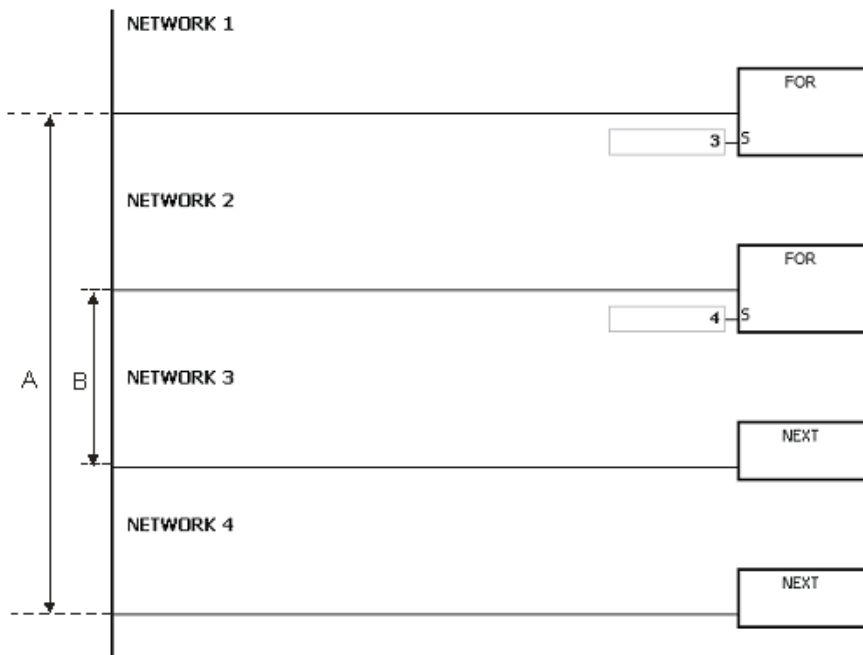 NETWORK 1
FOR
3 S
NETWORK 2
FOR
4 S
A
B
NETWORK 3
NEXT
NETWORK 4
NEXT